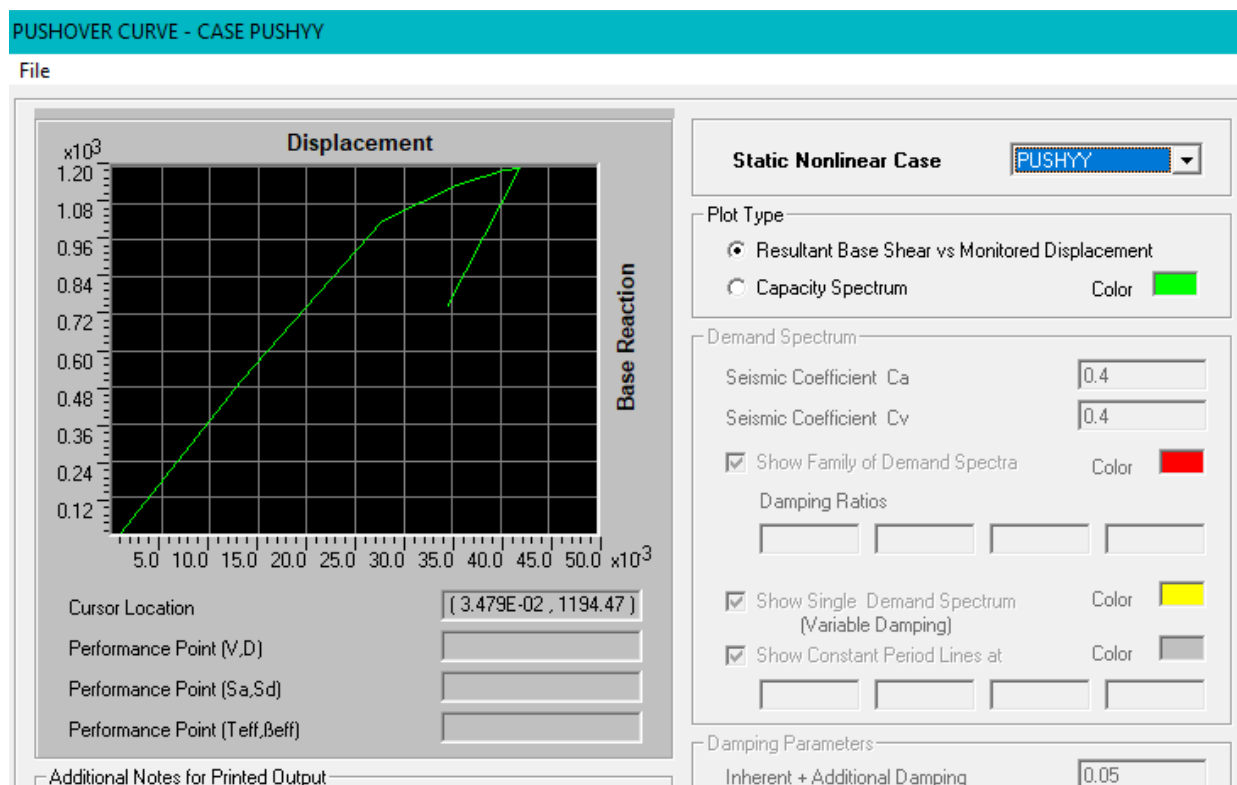 PUSHOVER CURVE - CASE PUSHYY
File
Displacement
x10³
1.20
1.08
0.96
0.84
0.72
0.60
0.48
0.36
0.24
0.12
Base Reaction
5.0 10.0 15.0 20.0 25.0 30.0 35.0 40.0 45.0 50.0 x10⁻³
Cursor Location ( 3.479E-02 , 1194.47 )
Performance Point (V,D)
Performance Point (Sa,Sd)
Performance Point (Teff,ßeff)
Additional Notes for Printed Output
Static Nonlinear Case PUSHYY
Plot Type
Resultant Base Shear vs Monitored Displacement
Capacity Spectrum Color
Demand Spectrum
Seismic Coefficient Ca 0.4
Seismic Coefficient Cv 0.4
Show Family of Demand Spectra Color
Damping Ratios
Show Single Demand Spectrum Color
(Variable Damping)
Show Constant Period Lines at Color
Damping Parameters
Inherent + Additional Damping 0.05